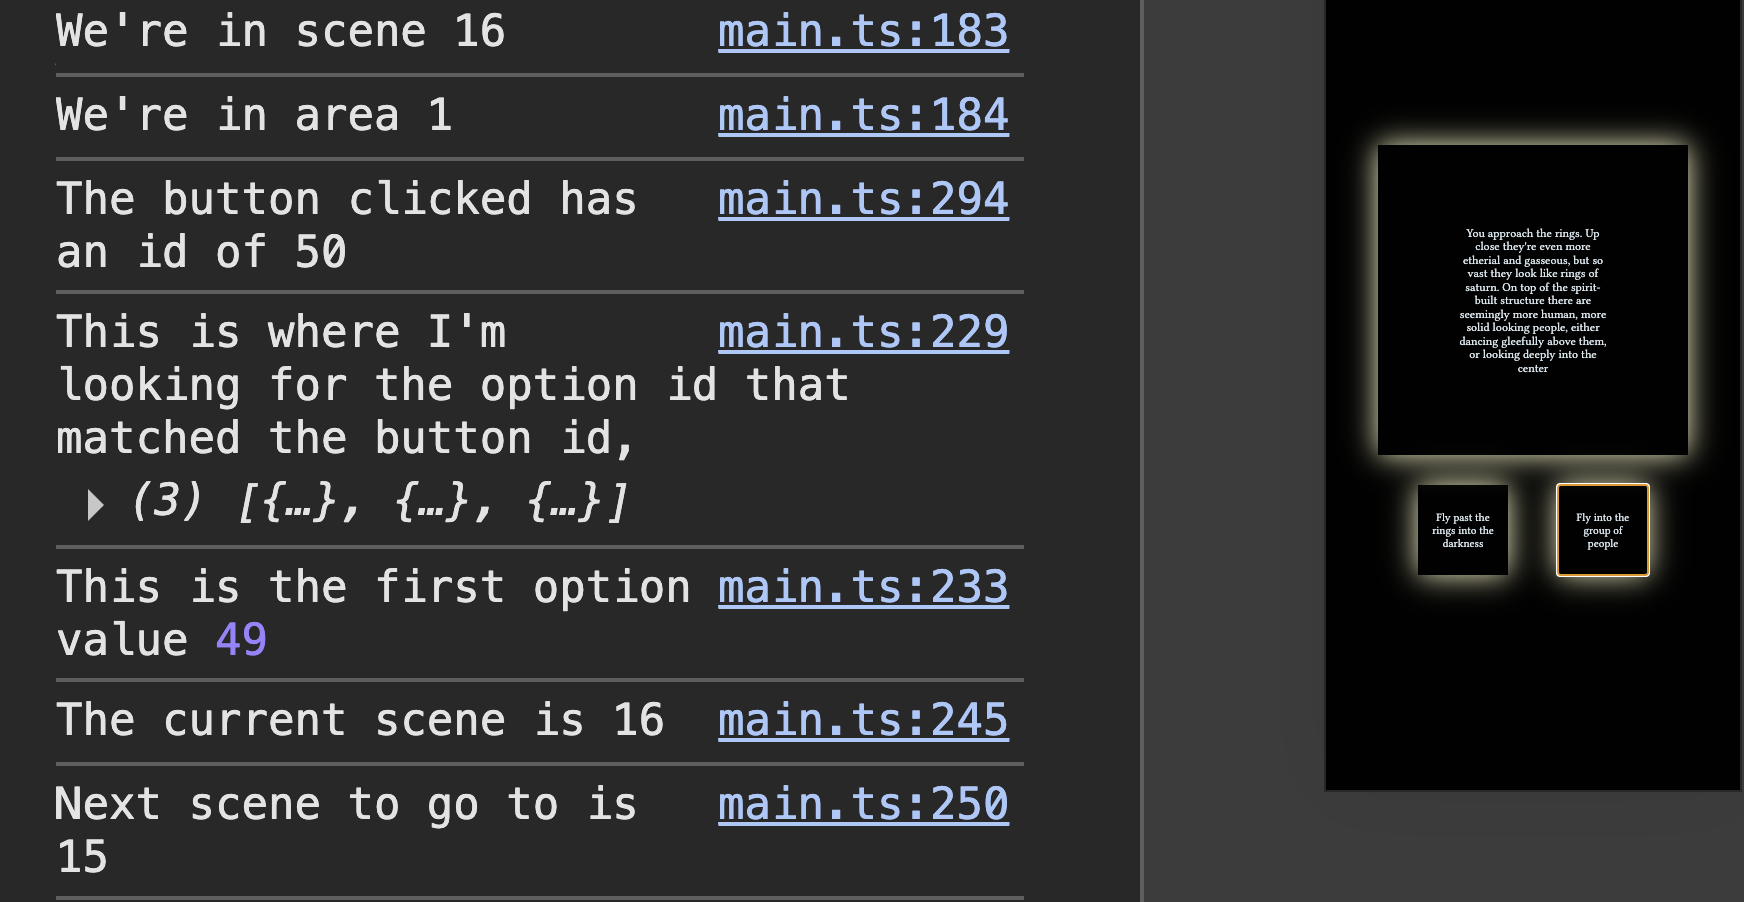 We're in scene 16 main.ts:183
We're in area 1 main.ts:184
The button clicked has main.ts:294
an id of 50
This is where I'm main.ts:229
looking for the option id that
matched the button id,
(3) [{…}, {…}, {…}]
This is the first option main.ts:233
value 49
The current scene is 16 main.ts:245
Next scene to go to is main.ts:250
15
You approach the rings. Up
close they're even more
etherial and gasseous, but so
vast they look like rings of
saturn. On top of the spirit-
built structure there are
seemingly more human, more
solid looking people, either
dancing gleefully above them,
or looking deeply into the
center
Fly past the
rings into the
darkness
Fly into the
group of
people